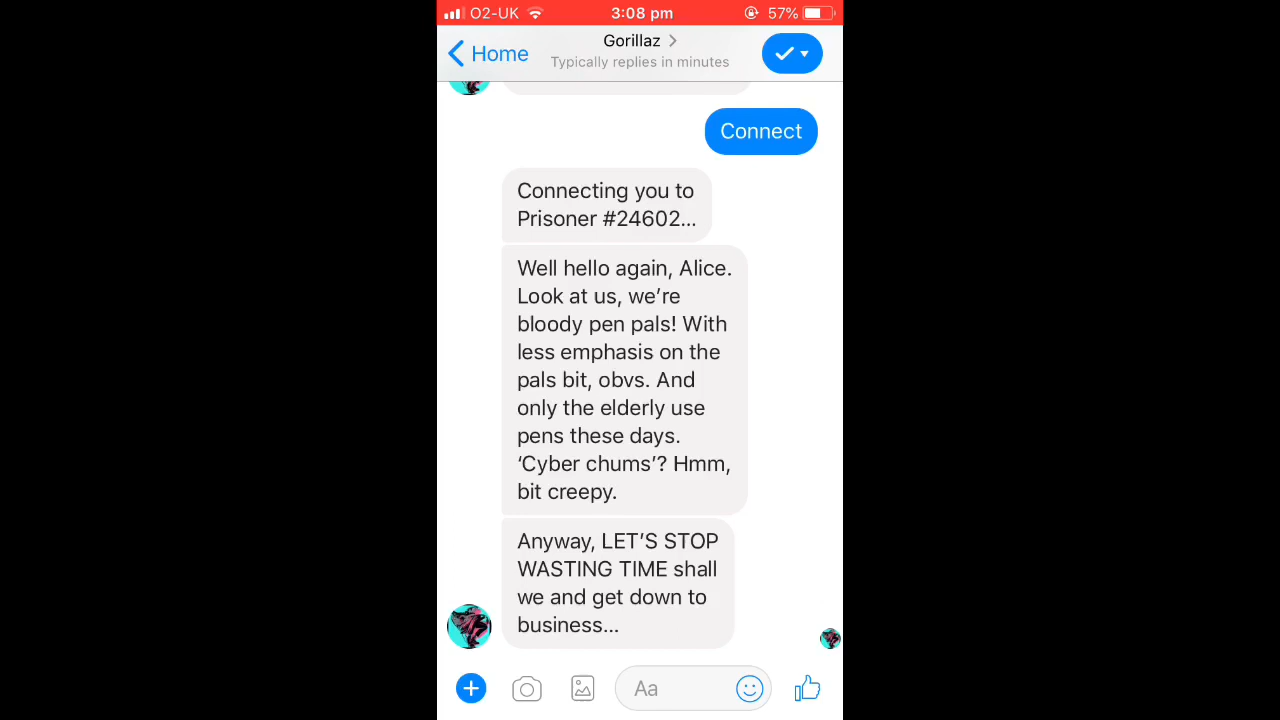 O2-UK 3:08 pm 57%
Home
Gorillaz
Typically replies in minutes
Connect
Connecting you to
Prisoner #24602...
Well hello again, Alice.
Look at us, we’re
bloody pen pals! With
less emphasis on the
pals bit, obvs. And
only the elderly use
pens these days.
‘Cyber chums’? Hmm,
bit creepy.
Anyway, LET’S STOP
WASTING TIME shall
we and get down to
business...
Aa